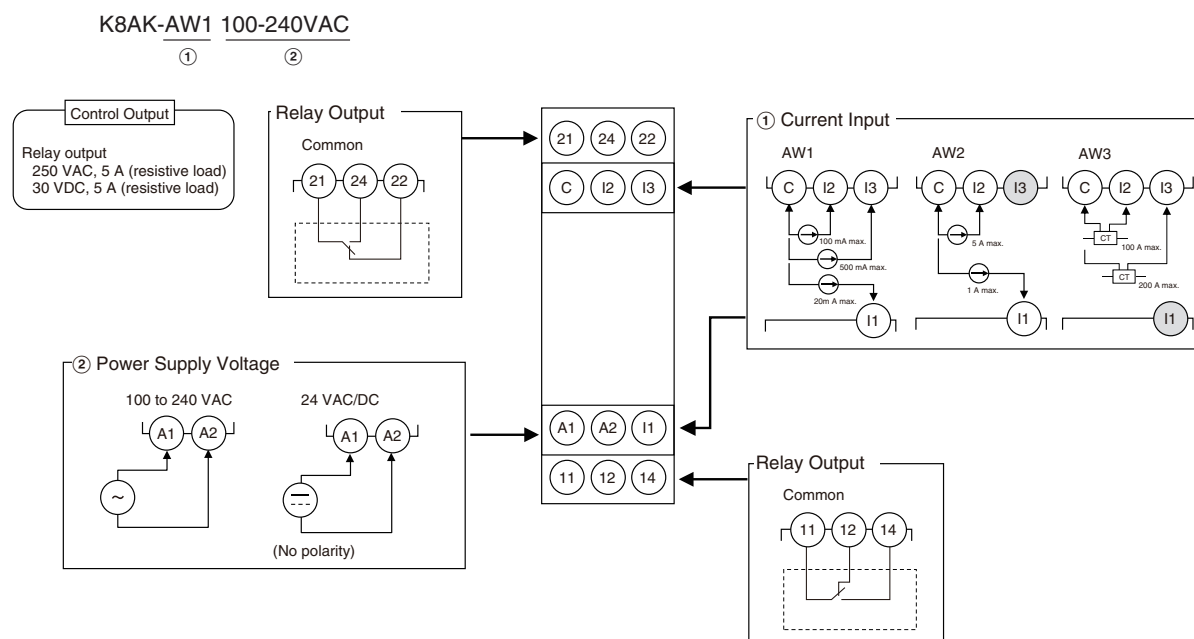 K8AK-AW1 100-240VAC
① ②
Control Output
Relay output
250 VAC, 5 A (resistive load)
30 VDC, 5 A (resistive load)
Relay Output
Common
21 24 22
21 24 22
C I2 I3
A1 A2 I1
11 12 14
① Current Input
AW1
C I2 I3
100 mA max.
500 mA max.
20m A max.
I1
AW2
C I2 I3
5 A max.
1 A max.
I1
AW3
C I2 I3
CT
100 A max.
CT
200 A max.
I1
② Power Supply Voltage
100 to 240 VAC
A1 A2
~
24 VAC/DC
A1 A2
(No polarity)
Relay Output
Common
11 12 14